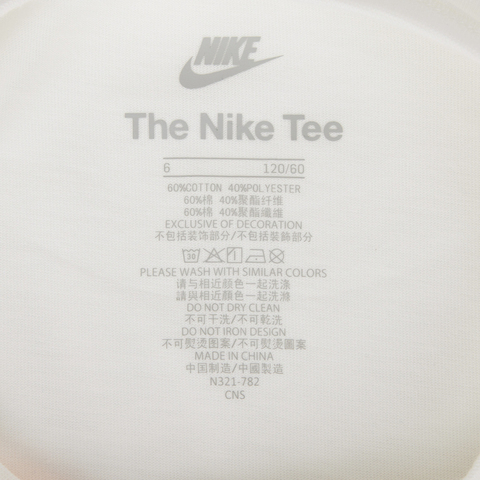 NIKE
The Nike Tee
6 120/60
60%COTTON 40%POLYESTER
60%棉 40%聚酯纤维
60%棉 40%聚酯纖維
EXCLUSIVE OF DECORATION
不包括装饰部分/不包括裝飾部分
30
PLEASE WASH WITH SIMILAR COLORS
请与相近颜色一起洗涤
請與相近顏色一起洗滌
DO NOT DRY CLEAN
不可干洗/不可乾洗
DO NOT IRON DESIGN
不可熨烫图案/不可熨燙圖案
MADE IN CHINA
中国制造/中國製造
N321-782
CNS